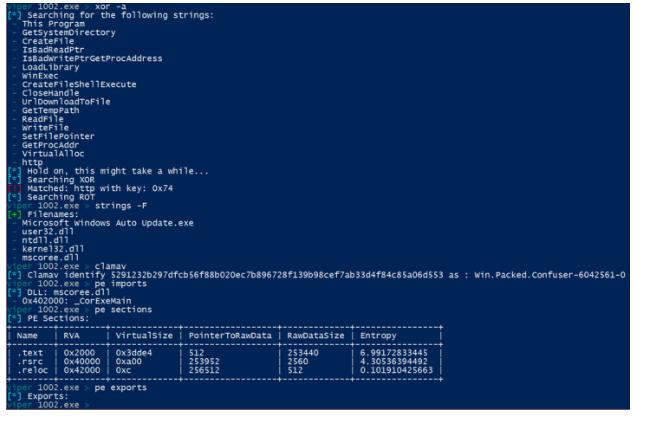 viper 1002.exe > xor -a
[*] Searching for the following strings:
- This Program
- GetSystemDirectory
- CreateFile
- IsBadReadPtr
- IsBadWritePtrGetProcAddress
- LoadLibrary
- WinExec
- CreateFileShellExecute
- CloseHandle
- UrlDownloadToFile
- GetTempPath
- ReadFile
- WriteFile
- SetFilePointer
- GetProcAddr
- VirtualAlloc
- http
[*] Hold on, this might take a while...
[*] Searching XOR
[!] Matched: http with key: 0x74
[*] Searching ROT
viper 1002.exe > strings -F
[+] Filenames:
- Microsoft Windows Auto Update.exe
- user32.dll
- ntdll.dll
- kernel32.dll
- mscoree.dll
viper 1002.exe > clamav
[*] Clamav identify 5291232b297dfcb56f88b020ec7b896728f139b98cef7ab33d4f84c85a06d553 as : Win.Packed.Confuser-6042561-0
viper 1002.exe > pe imports
[*] DLL: mscoree.dll
- 0x402000: _CorExeMain
viper 1002.exe > pe sections
[*] PE Sections:
| Name | RVA | VirtualSize | PointerToRawData | RawDataSize | Entropy |
| .text | 0x2000 | 0x3dde4 | 512 | 253440 | 6.99172833445 |
| .rsrc | 0x40000 | 0xa00 | 253952 | 2560 | 4.30536394492 |
| .reloc | 0x42000 | 0xc | 256512 | 512 | 0.101910425663 |
viper 1002.exe > pe exports
[*] Exports:
viper 1002.exe >